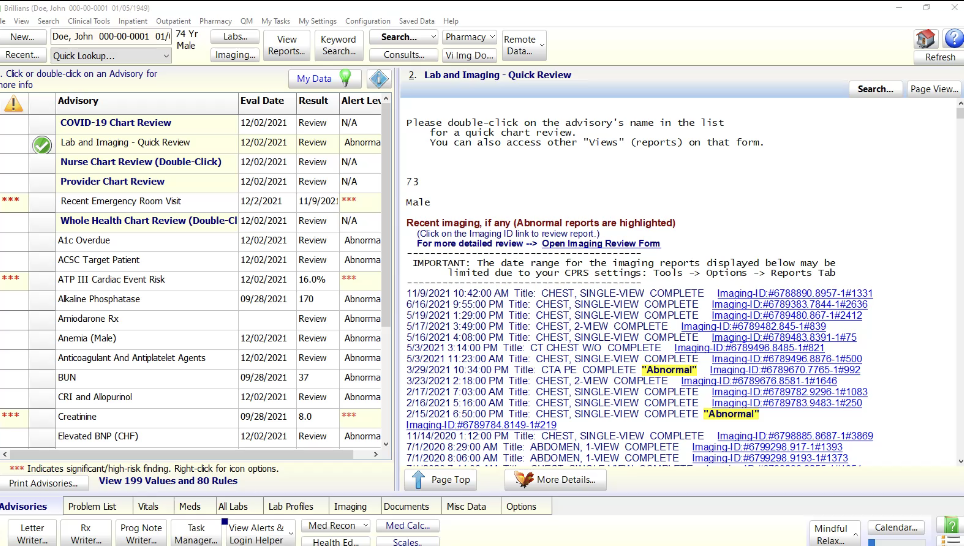 Brillianc (Doe, John 000-00-0001 01/05/1949)
View Search Clinical Tools Inpatient Outpatient Pharmacy QM My Tasks My Settings Configuration Saved Data Help
New... Doe, John 000-00-0001 01/ 74 Yr Male Labs... View Reports... Keyword Search... Search... Pharmacy Remote Data...
Recent... Quick Lookup... Imaging... Consults... Vi Img Do... Refresh
. Click or double-click on an Advisory for
more info
My Data
Advisory Eval Date Result Alert Lev
COVID-19 Chart Review 12/02/2021 Review N/A
Lab and Imaging - Quick Review 12/02/2021 Review Abnorma
Nurse Chart Review (Double-Click) 12/02/2021 Review N/A
Provider Chart Review 12/02/2021 Review N/A
*** Recent Emergency Room Visit 12/2/2021 11/9/2021 ***
Whole Health Chart Review (Double-Cl 12/02/2021 Review N/A
A1c Overdue 12/02/2021 Review Abnorma
ACSC Target Patient 12/02/2021 Review Abnorma
*** ATP III Cardiac Event Risk 12/02/2021 16.0% ***
Alkaline Phosphatase 09/28/2021 170 Abnorma
Amiodarone Rx Review Abnorma
Anemia (Male) 12/02/2021 Review Abnorma
Anticoagulant And Antiplatelet Agents 12/02/2021 Review Abnorma
BUN 09/28/2021 37 Abnorma
CRI and Allopurinol 12/02/2021 Review Abnorma
*** Creatinine 09/28/2021 8.0 ***
Elevated BNP (CHF) 12/02/2021 Review Abnorma
*** Indicates significant/high-risk finding. Right-click for icon options.
Print Advisories... View 199 Values and 80 Rules
2. Lab and Imaging - Quick Review
Search... Page View...
Please double-click on the advisory's name in the list
for a quick chart review.
You can also access other "Views" (reports) on that form.
73
Male
Recent imaging, if any (Abnormal reports are highlighted)
(Click on the Imaging ID link to review report.)
For more detailed review --> Open Imaging Review Form
IMPORTANT: The date range for the imaging reports displayed below may be
limited due to your CPRS settings: Tools -> Options -> Reports Tab
11/9/2021 10:42:00 AM Title: CHEST, SINGLE-VIEW COMPLETE Imaging-ID:#6788890.8957-1#1331
6/16/2021 9:55:00 PM Title: CHEST, SINGLE-VIEW COMPLETE Imaging-ID:#6789383.7844-1#2636
5/19/2021 1:29:00 PM Title: CHEST, SINGLE-VIEW COMPLETE Imaging-ID:#6789480.867-1#2412
5/17/2021 3:49:00 PM Title: CHEST, 2-VIEW COMPLETE Imaging-ID:#6789482.845-1#839
5/16/2021 4:08:00 PM Title: CHEST, SINGLE-VIEW COMPLETE Imaging-ID:#6789483.8391-1#75
5/3/2021 3:14:00 PM Title: CT CHEST W/O COMPLETE Imaging-ID:#6789496.8485-1#821
5/3/2021 11:23:00 AM Title: CHEST, SINGLE-VIEW COMPLETE Imaging-ID:#6789496.8876-1#500
3/29/2021 10:34:00 PM Title: CTA PE COMPLETE "Abnormal" Imaging-ID:#6789670.7765-1#992
3/23/2021 2:18:00 PM Title: CHEST, 2-VIEW COMPLETE Imaging-ID:#6789676.8581-1#1646
2/17/2021 7:03:00 AM Title: CHEST, SINGLE-VIEW COMPLETE Imaging-ID:#6789782.9296-1#1083
2/16/2021 5:16:00 AM Title: CHEST, SINGLE-VIEW COMPLETE Imaging-ID:#6789783.9483-1#250
2/15/2021 6:50:00 PM Title: CHEST, SINGLE-VIEW COMPLETE "Abnormal"
Imaging-ID:#6789784.8149-1#219
11/14/2020 1:12:00 PM Title: CHEST, SINGLE-VIEW COMPLETE Imaging-ID:#6798885.8687-1#3869
7/1/2020 8:29:00 AM Title: ABDOMEN, 1-VIEW COMPLETE Imaging-ID:#6799298.917-1#1393
7/1/2020 8:06:00 AM Title: ABDOMEN, 1-VIEW COMPLETE Imaging-ID:#6799298.9193-1#1373
Page Top More Details...
Advisories Problem List Vitals Meds All Labs Lab Profiles Imaging Documents Misc Data Options
Letter Writer... Rx Writer... Prog Note Writer... Task Manager... View Alerts & Login Helper Med Recon Med Calc... Mindful Relax... Calendar...
Health Ed... Scales..